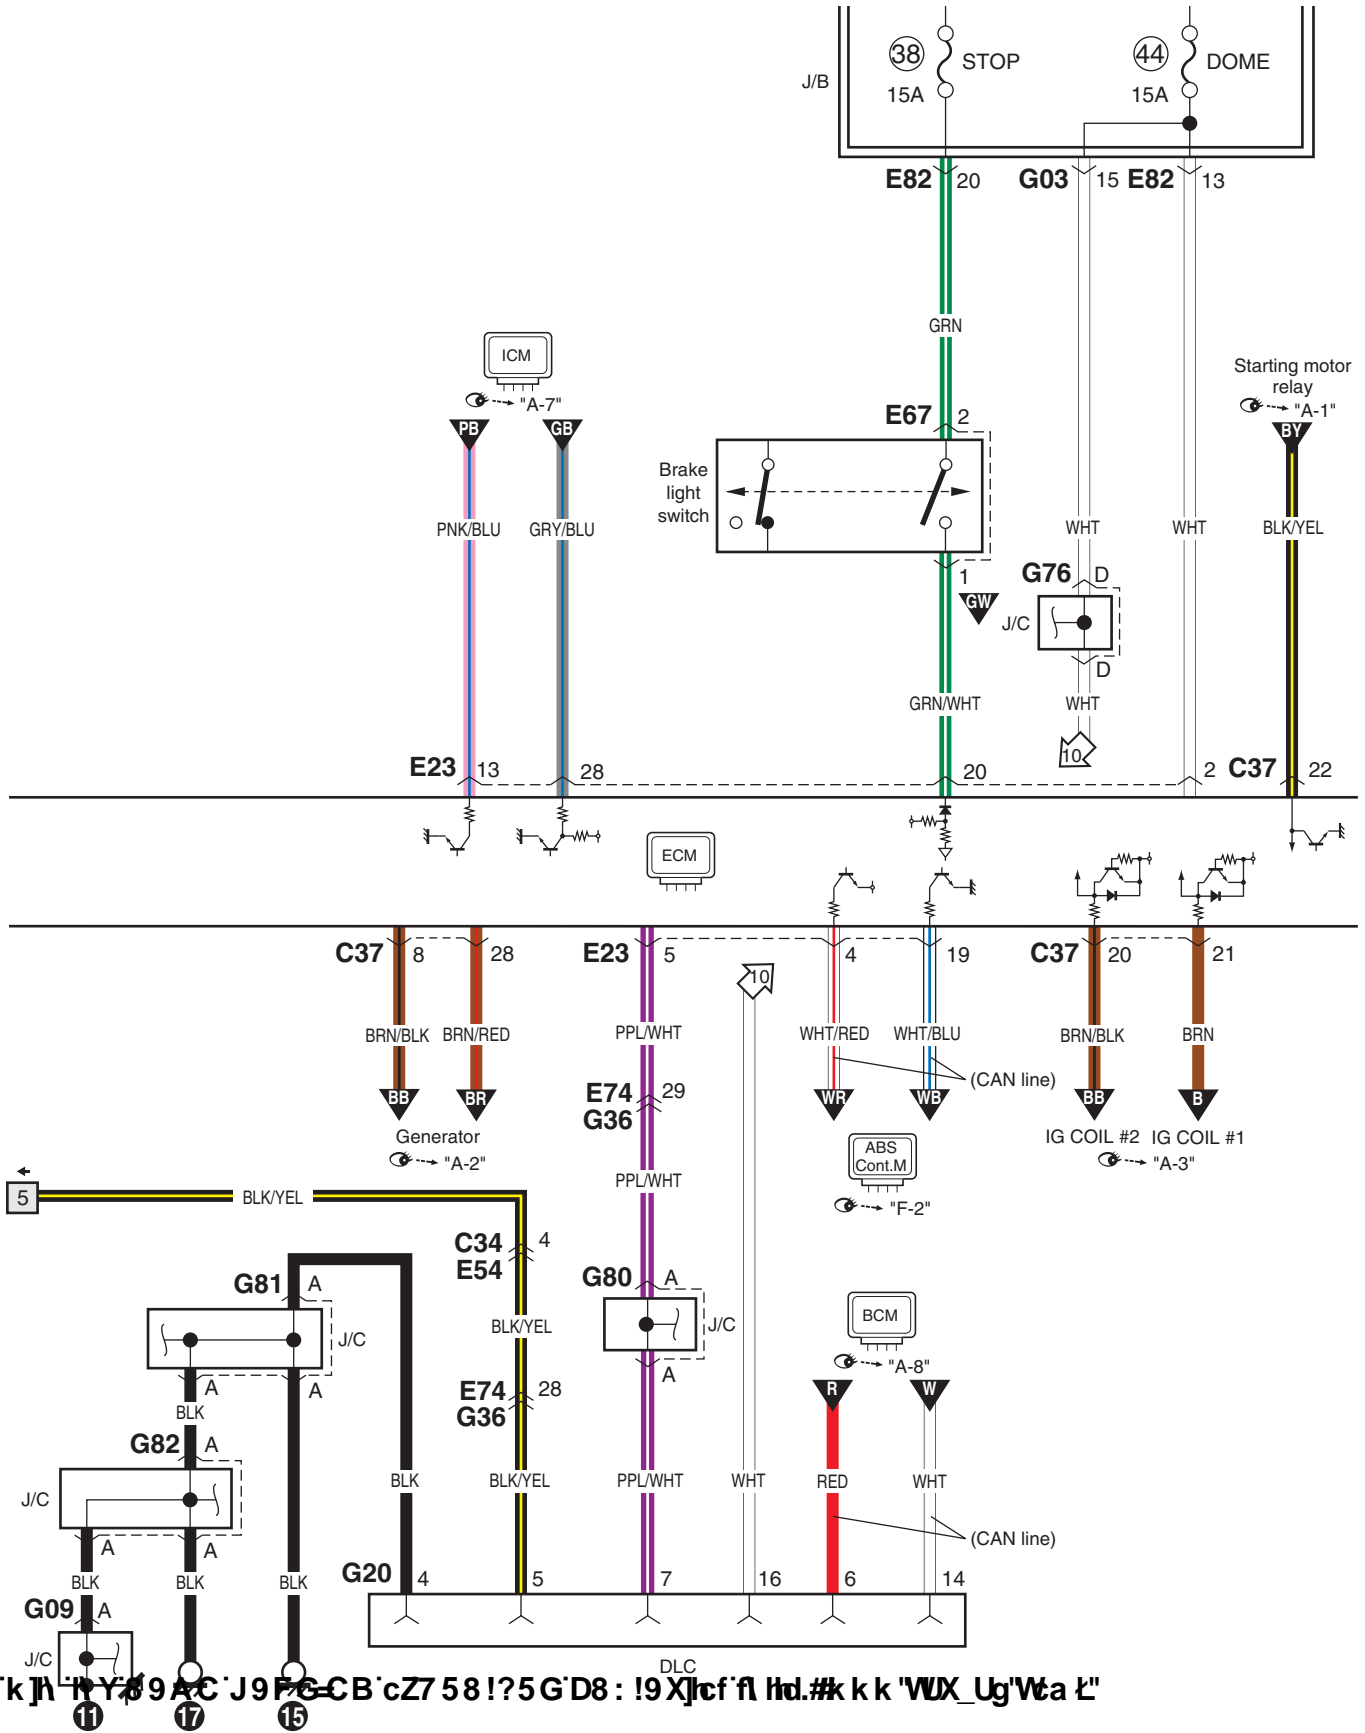 38 STOP 44 DOME
J/B 15A 15A
E82 20 G03 15 E82 13
GRN
ICM
"A-7"
Starting motor
relay
"A-1"
PB GB BY
E67 2
Brake
light
switch
PNK/BLU GRY/BLU WHT WHT BLK/YEL
1 G76 D
GW J/C
D
GRN/WHT WHT
10
E23 13 28 20 2 C37 22
ECM
C37 8 28 E23 5 4 19 C37 20 21
10
BRN/BLK BRN/RED PPL/WHT WHT/RED WHT/BLU BRN/BLK BRN
(CAN line)
BB BR E74 29 WR WB BB B
G36
Generator
"A-2"
ABS
Cont.M
"F-2"
IG COIL #2 IG COIL #1
"A-3"
5 BLK/YEL PPL/WHT
C34 4
E54
G81 A G80 A
J/C BLK/YEL J/C
BCM
"A-8"
A A A
E74 28 R W
G36
BLK
G82 A
J/C BLK BLK/YEL PPL/WHT WHT RED WHT
(CAN line)
A A
BLK BLK BLK G20 4 5 7 16 6 14
G09 A
J/C
DLC
11 17 15